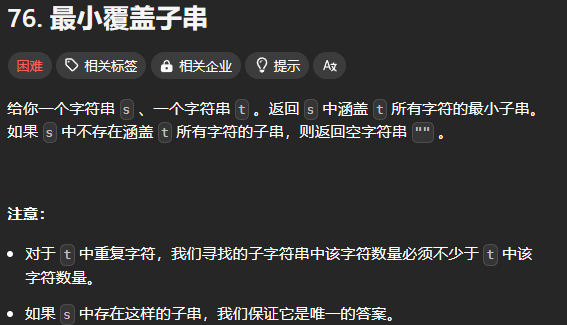 76. 最小覆盖子串
困难 相关标签 相关企业 提示 A文
给你一个字符串 s 、一个字符串 t 。返回 s 中涵盖 t 所有字符的最小子串。
如果 s 中不存在涵盖 t 所有字符的子串，则返回空字符串 "" 。
注意：
对于 t 中重复字符，我们寻找的子字符串中该字符数量必须不少于 t 中该
字符数量。
如果 s 中存在这样的子串，我们保证它是唯一的答案。